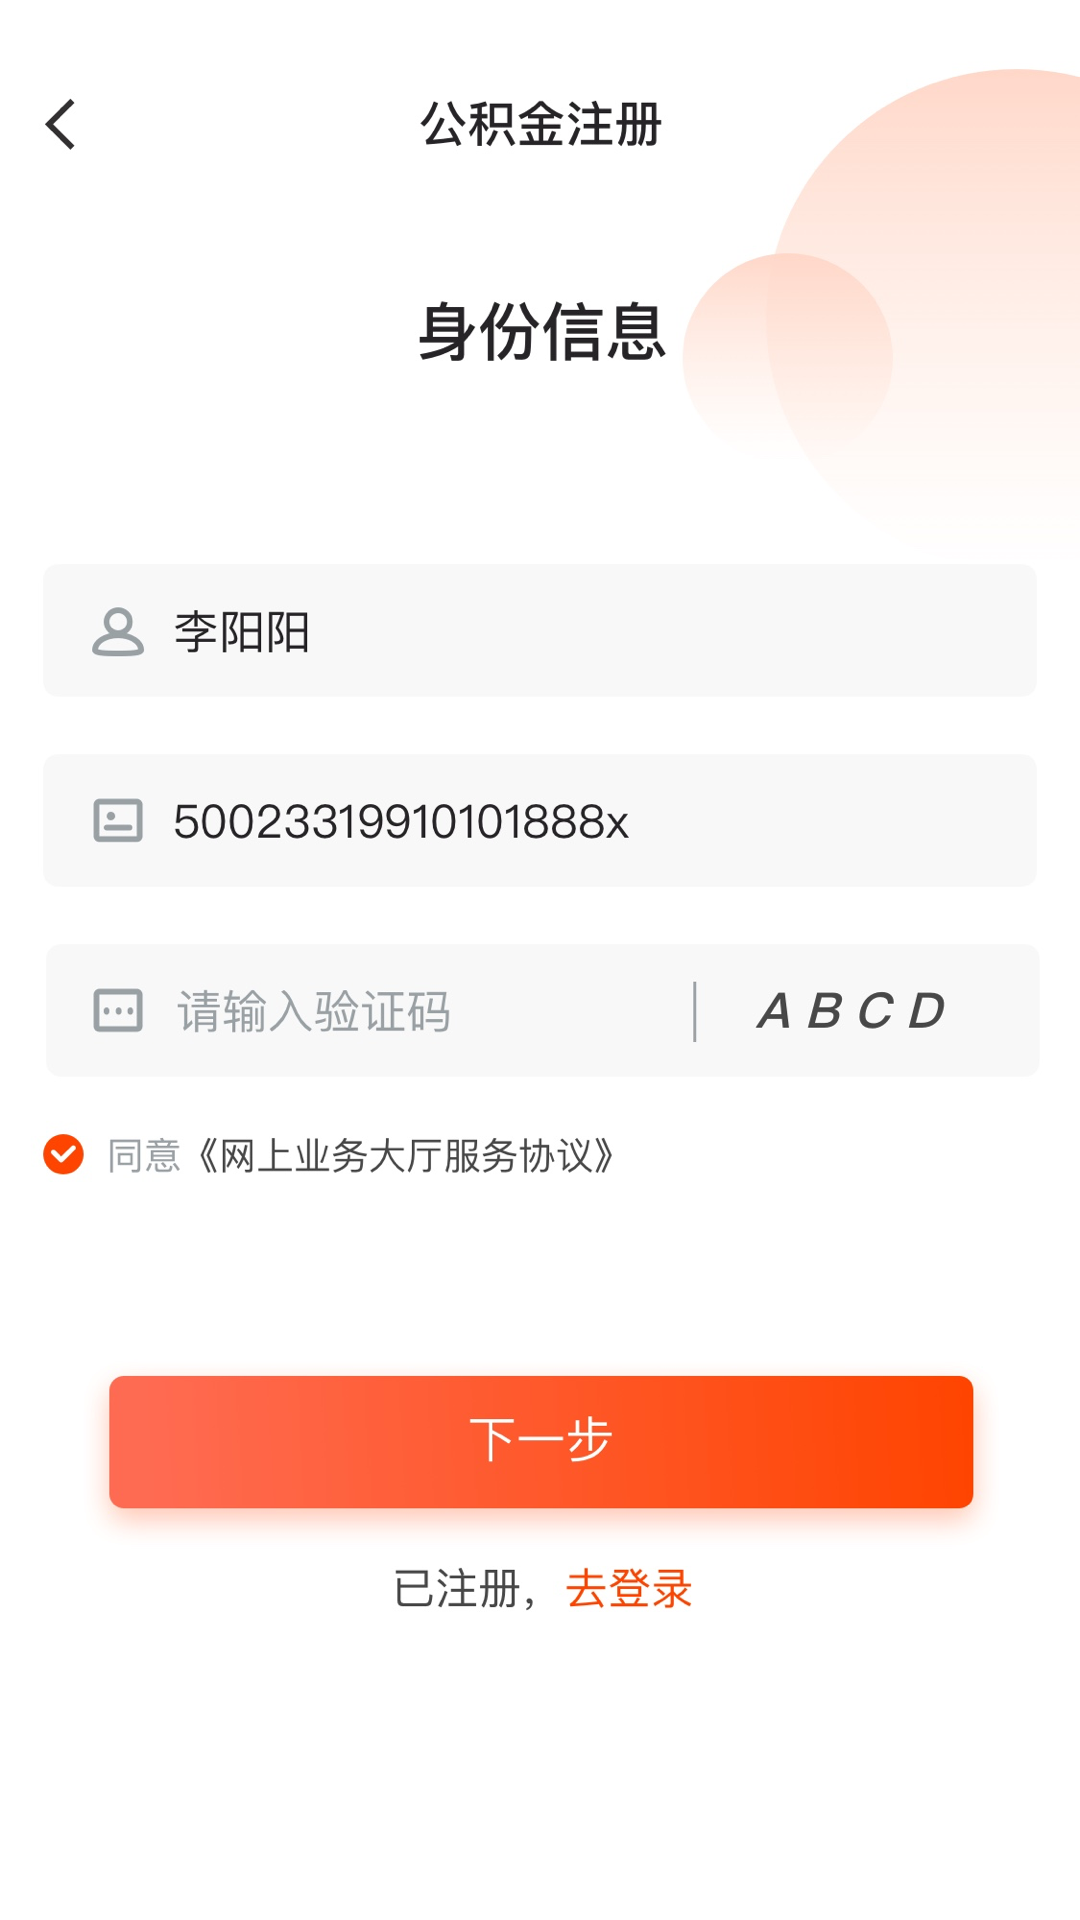 公积金注册
身份信息
李阳阳
50023319910101888x
请输入验证码 ABCD
同意《网上业务大厅服务协议》
下一步
已注册，去登录